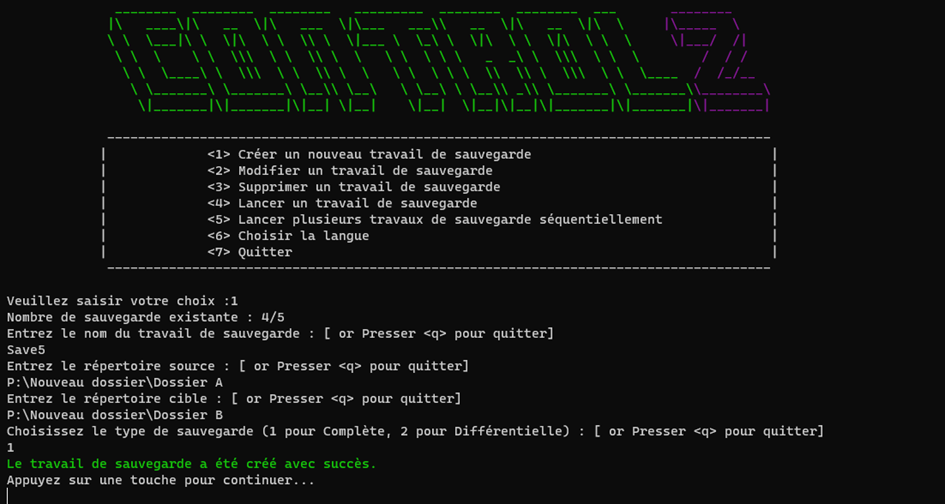 <1> Créer un nouveau travail de sauvegarde
<2> Modifier un travail de sauvegarde
<3> Supprimer un travail de sauvegarde
<4> Lancer un travail de sauvegarde
<5> Lancer plusieurs travaux de sauvegarde séquentiellement
<6> Choisir la langue
<7> Quitter
Veuillez saisir votre choix :1
Nombre de sauvegarde existante : 4/5
Entrez le nom du travail de sauvegarde : [ or Presser <q> pour quitter]
Save5
Entrez le répertoire source : [ or Presser <q> pour quitter]
P:\Nouveau dossier\Dossier A
Entrez le répertoire cible : [ or Presser <q> pour quitter]
P:\Nouveau dossier\Dossier B
Choisissez le type de sauvegarde (1 pour Complète, 2 pour Différentielle) : [ or Presser <q> pour quitter]
1
Le travail de sauvegarde a été créé avec succès.
Appuyez sur une touche pour continuer...